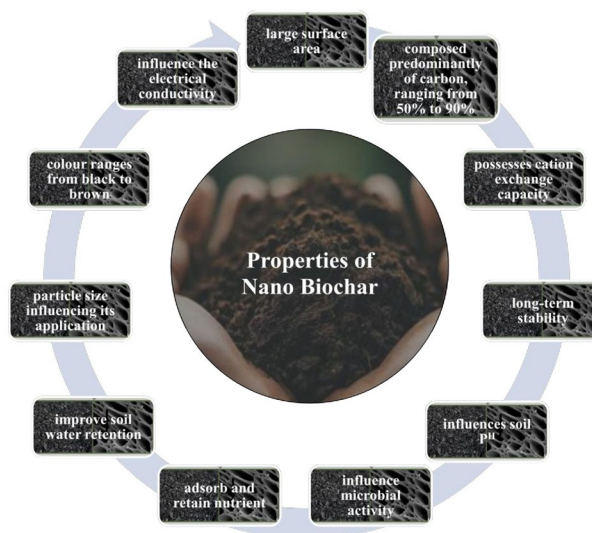 large surface
area
composed
predominantly
of carbon,
ranging from
50% to 90%
possesses cation
exchange
capacity
long-term
stability
influences soil
pH
influence
microbial
activity
adsorb and
retain nutrient
improve soil
water retention
particle size
influencing its
application
colour ranges
from black to
brown
influence the
electrical
conductivity
Properties of
Nano Biochar